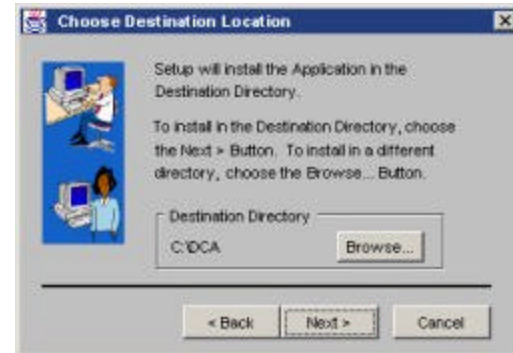 Choose Destination Location
Setup will install the Application in the
Destination Directory.
To install in the Destination Directory, choose
the Next > Button. To install in a different
directory, choose the Browse... Button.
Destination Directory
C:\DCA
Browse...
< Back
Next >
Cancel